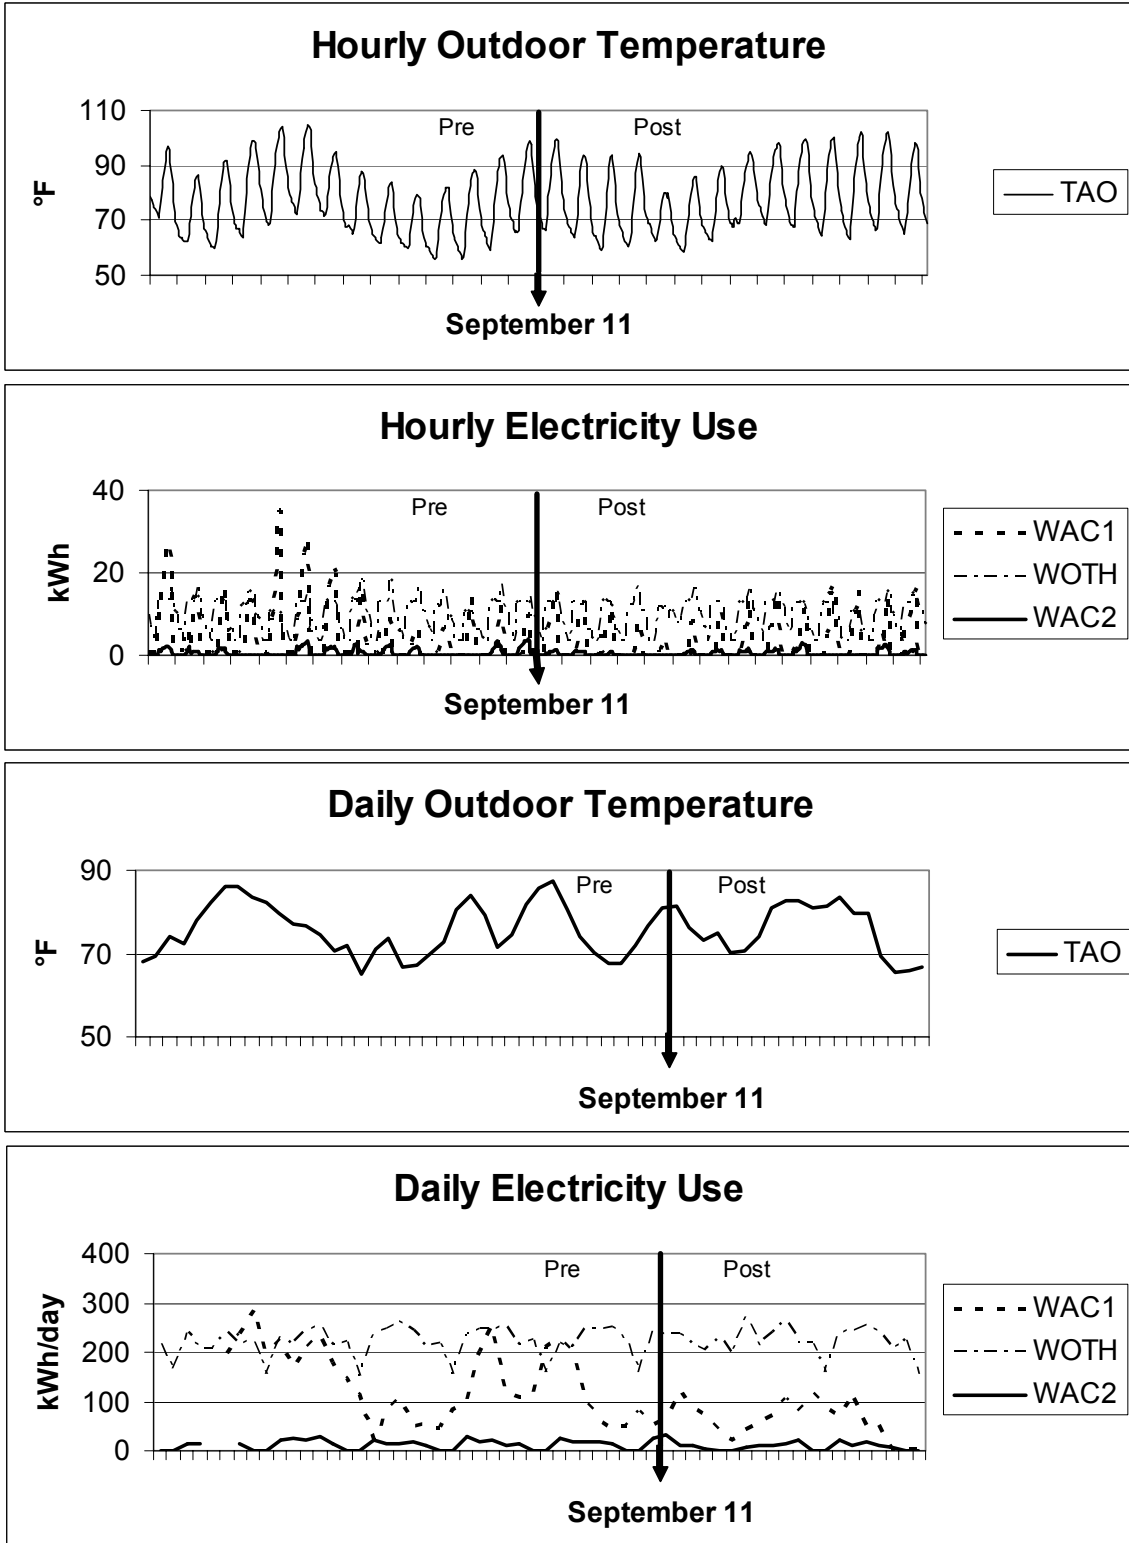 Hourly Outdoor Temperature
110
90
70
50
°F
Pre
Post
TAO
September 11
Hourly Electricity Use
40
20
0
kWh
Pre
Post
WAC1
WOTH
WAC2
September 11
Daily Outdoor Temperature
90
70
50
°F
Pre
Post
TAO
September 11
Daily Electricity Use
400
300
200
100
0
kWh/day
Pre
Post
WAC1
WOTH
WAC2
September 11